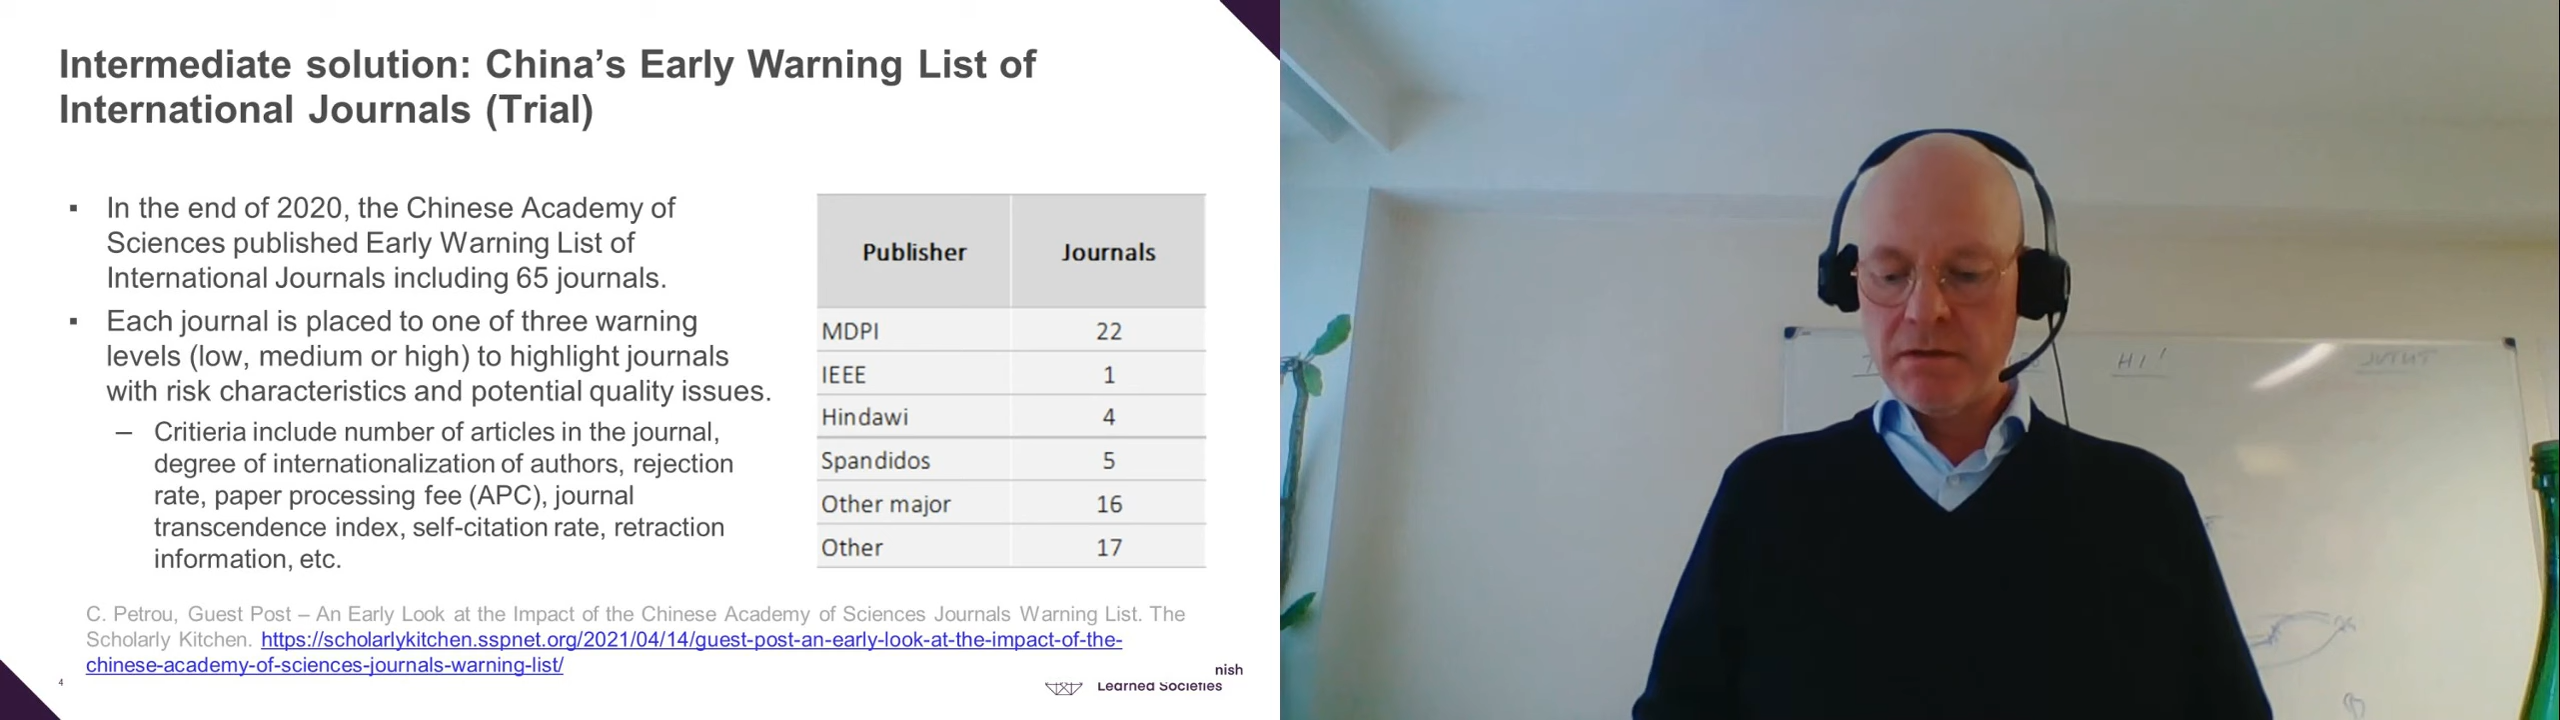 Intermediate solution: China's Early Warning List of
International Journals (Trial)
▪ In the end of 2020, the Chinese Academy of
Sciences published Early Warning List of
International Journals including 65 journals.
▪ Each journal is placed to one of three warning
levels (low, medium or high) to highlight journals
with risk characteristics and potential quality issues.
– Critieria include number of articles in the journal,
degree of internationalization of authors, rejection
rate, paper processing fee (APC), journal
transcendence index, self-citation rate, retraction
information, etc.
Publisher Journals
MDPI 22
IEEE 1
Hindawi 4
Spandidos 5
Other major 16
Other 17
C. Petrou, Guest Post – An Early Look at the Impact of the Chinese Academy of Sciences Journals Warning List. The
Scholarly Kitchen. https://scholarlykitchen.sspnet.org/2021/04/14/guest-post-an-early-look-at-the-impact-of-the-
chinese-academy-of-sciences-journals-warning-list/
4
nish
Learned Societies
HI!